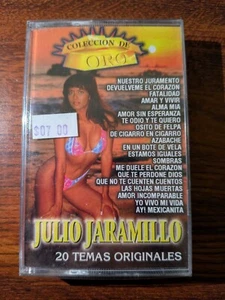 COLECCION DE
ORO
NUESTRO JURAMENTO
DEVUELVEME EL CORAZON
FATALIDAD
AMAR Y VIVIR
ALMA MIA
AMOR SIN ESPERANZA
TE ODIO Y TE QUIERO
OSITO DE FELPA
DE CIGARRO EN CIGARRO
AZABACHE
EN UN BOTE DE VELA
ESTAMOS IGUALES
SOMBRAS
ME DUELE EL CORAZON
QUE TE PERDONE DIOS
QUE NO TE CUENTEN CUENTOS
LAS HOJAS MUERTAS
AMOR INCOMPARABLE
YO VIVO MI VIDA
AY! MEXICANITA
$07.00
JULIO JARAMILLO
20 TEMAS ORIGINALES